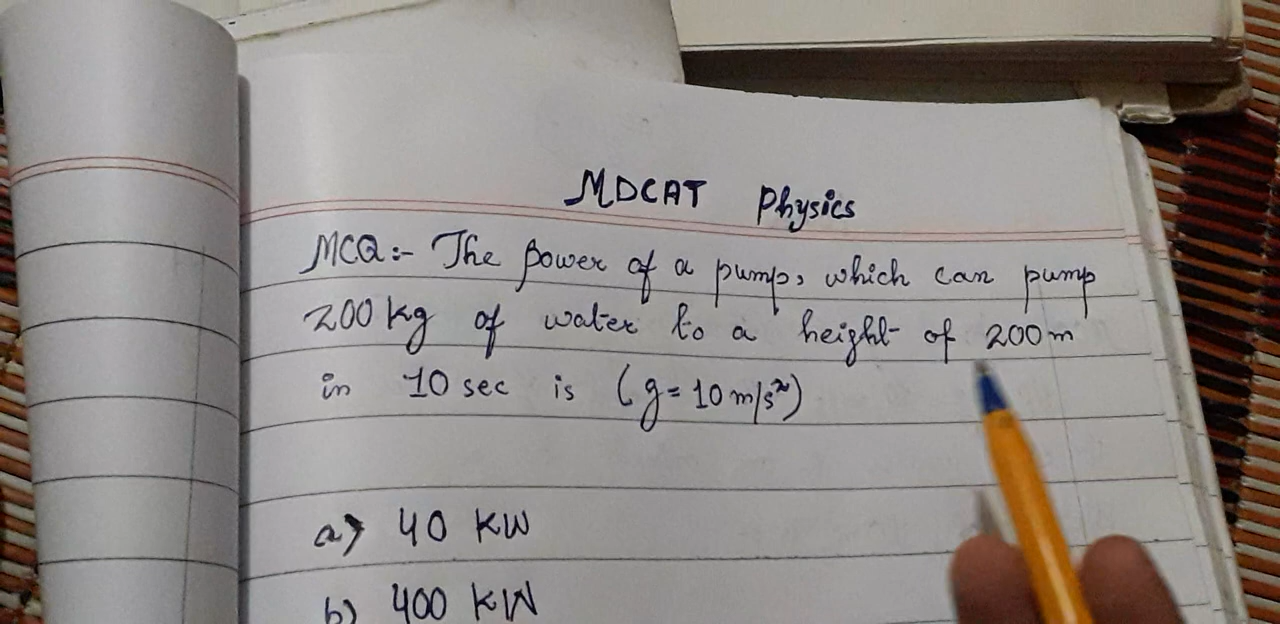 MDCAT Physics
MCQ:- The power of a pump, which can pump
200 kg of water to a height of 200 m
in 10 sec is (g = 10 m/s²)
a) 40 KW
b) 400 KW